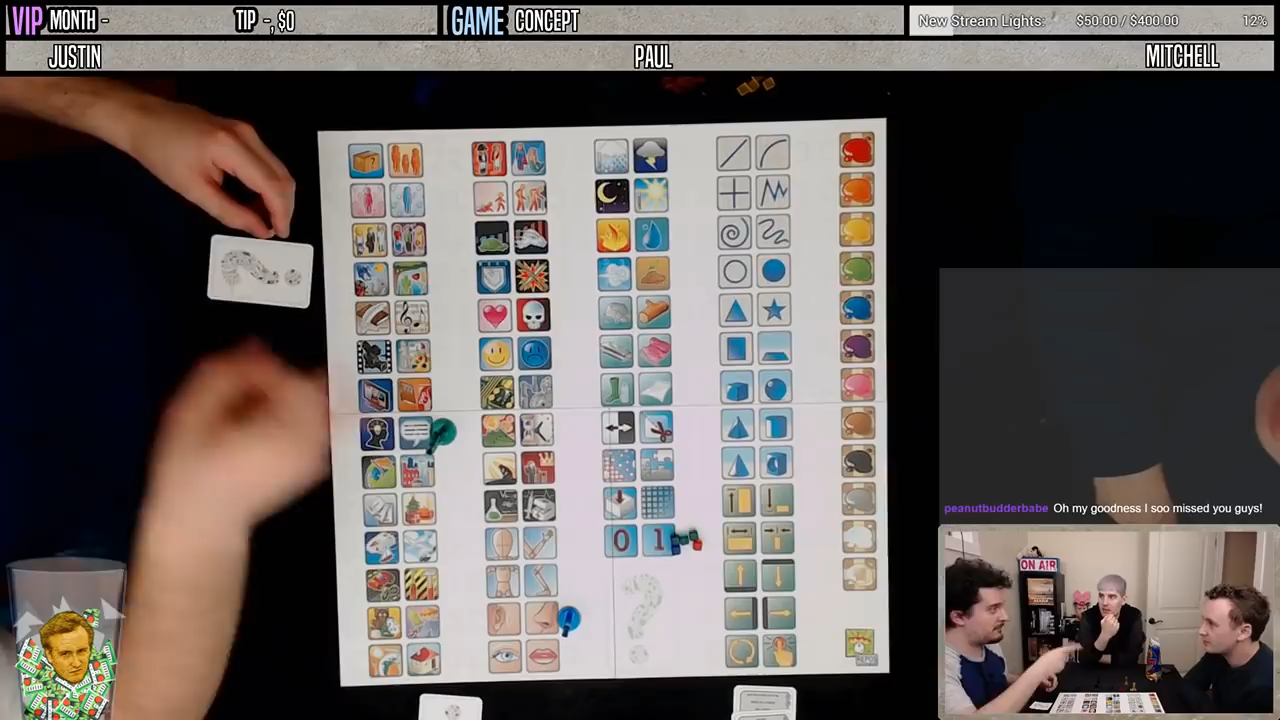 VIP MONTH - TIP -, $0 GAME CONCEPT New Stream Lights: $50.00 / $400.00 12%
JUSTIN PAUL MITCHELL
0 1
?
peanutbudderbabe Oh my goodness I soo missed you guys!
ON AIR